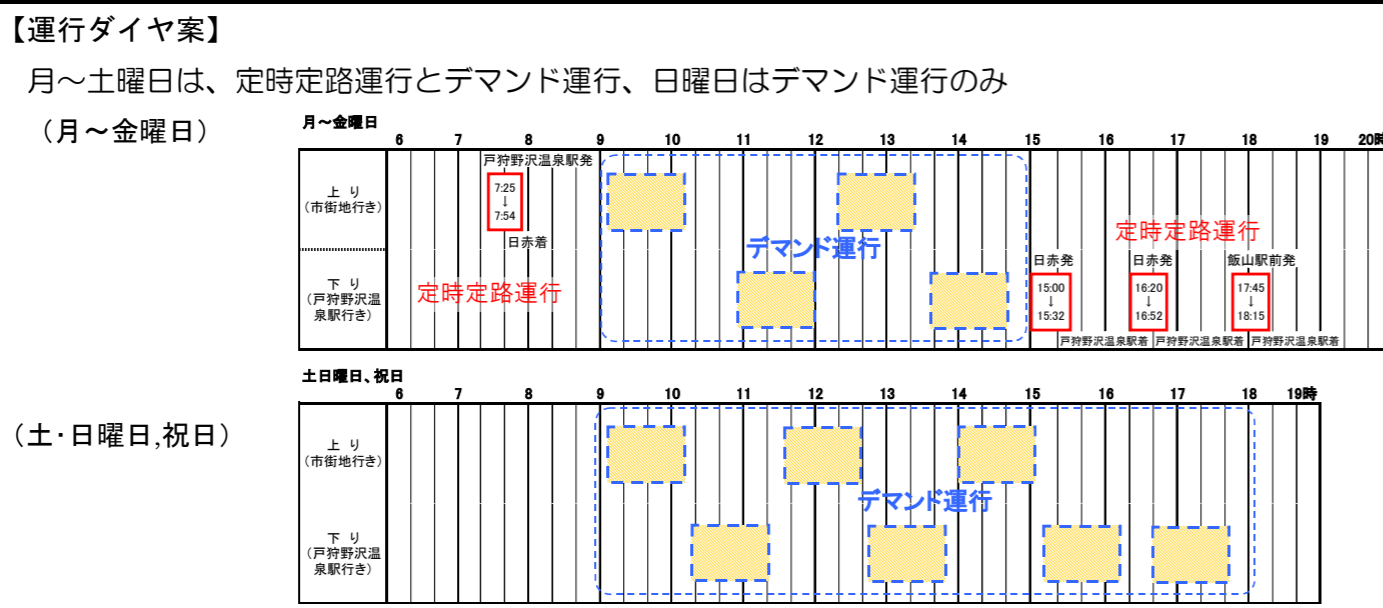 【運行ダイヤ案】
月～土曜日は、定時定路運行とデマンド運行、日曜日はデマンド運行のみ
（月～金曜日）
月～金曜日
6 7 8 9 10 11 12 13 14 15 16 17 18 19 20時
戸狩野沢温泉駅発
上 り
（市街地行き）
7:25
↓
7:54
日赤着
定時定路運行
デマンド運行
日赤発 日赤発 飯山駅前発
下 り
（戸狩野沢温
泉駅行き）
定時定路運行
15:00 16:20 17:45
↓ ↓ ↓
15:32 16:52 18:15
戸狩野沢温泉駅着 戸狩野沢温泉駅着 戸狩野沢温泉駅着
土日曜日、祝日
6 7 8 9 10 11 12 13 14 15 16 17 18 19時
（土･日曜日,祝日）
上 り
（市街地行き）
デマンド運行
下 り
（戸狩野沢温
泉駅行き）